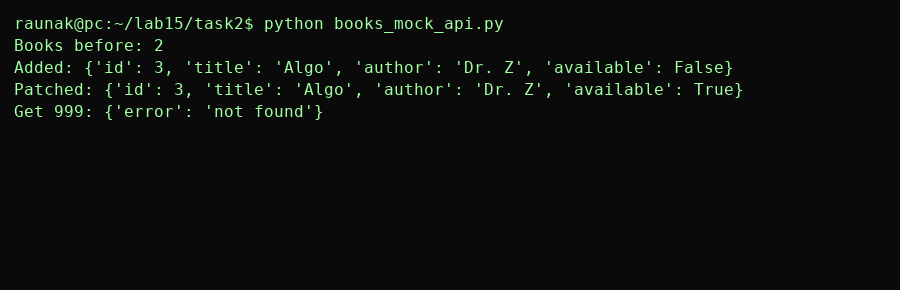 raunak@pc:~/lab15/task2$ python books_mock_api.py
Books before: 2
Added: {'id': 3, 'title': 'Algo', 'author': 'Dr. Z', 'available': False}
Patched: {'id': 3, 'title': 'Algo', 'author': 'Dr. Z', 'available': True}
Get 999: {'error': 'not found'}